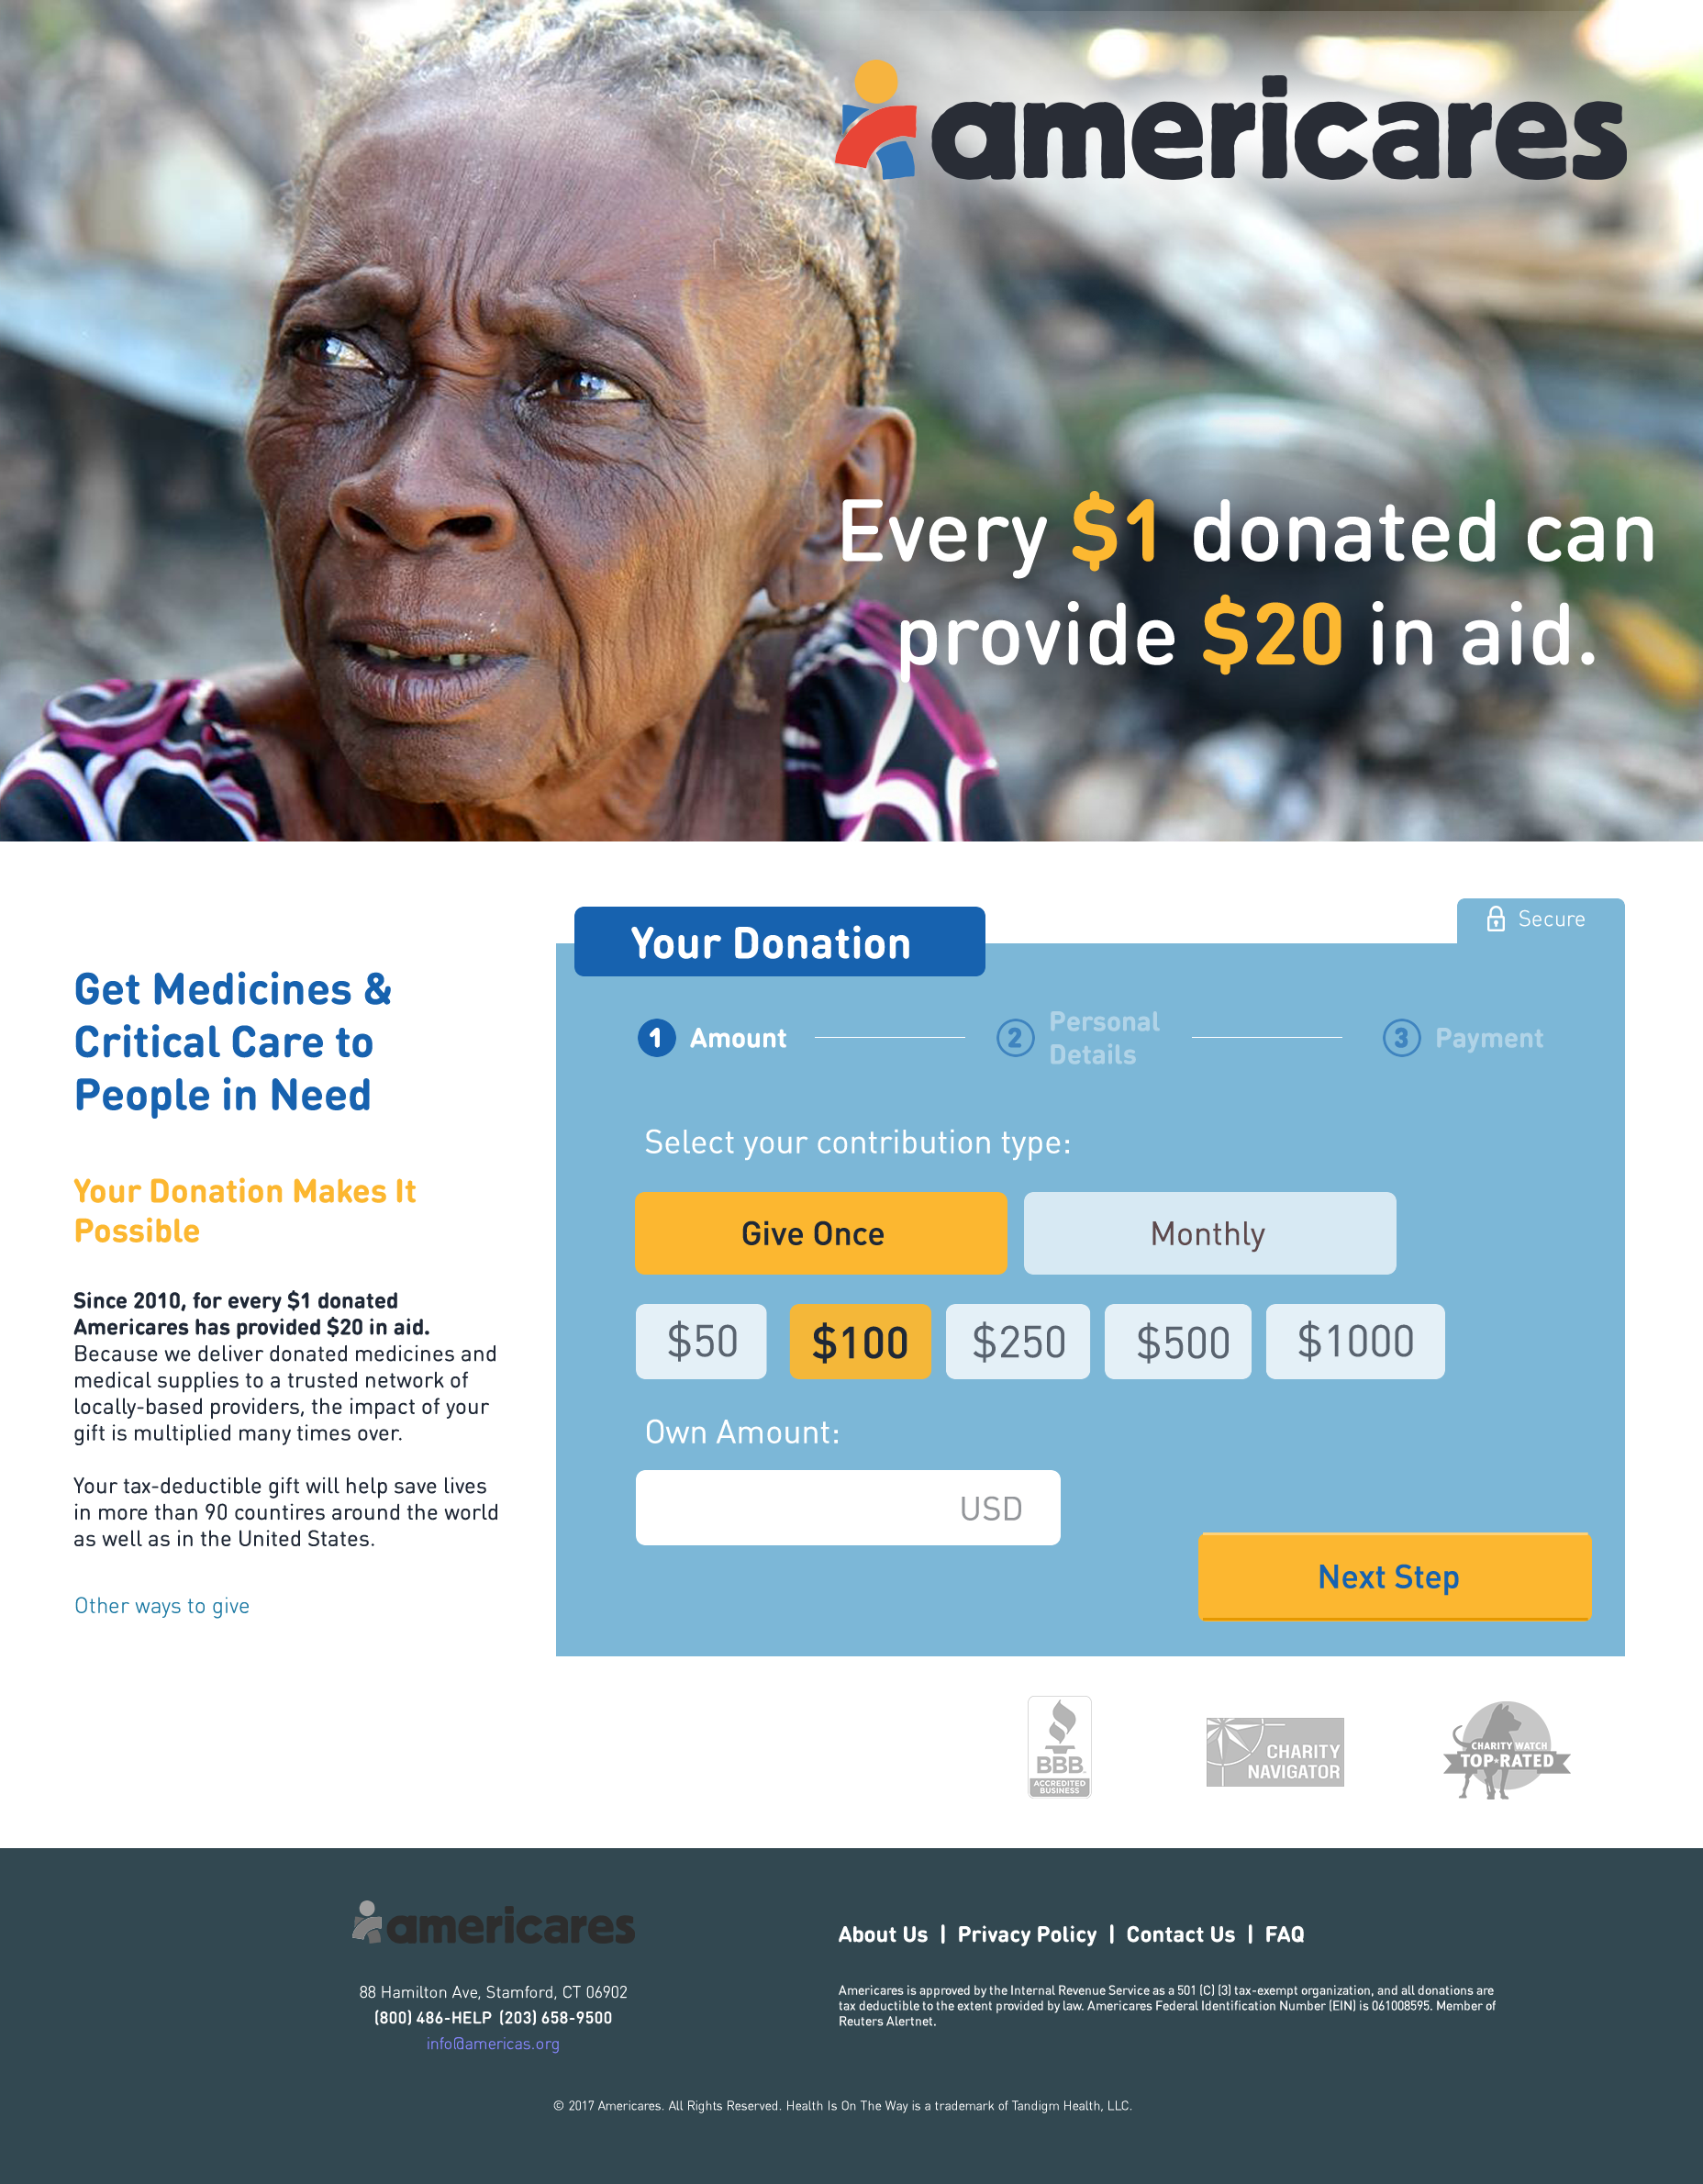 americares
Every $1 donated can
provide $20 in aid.
Get Medicines &
Critical Care to
People in Need
Your Donation Makes It
Possible
Since 2010, for every $1 donated
Americares has provided $20 in aid.
Because we deliver donated medicines and
medical supplies to a trusted network of
locally-based providers, the impact of your
gift is multiplied many times over.
Your tax-deductible gift will help save lives
in more than 90 countires around the world
as well as in the United States.
Other ways to give
Your Donation
Secure
1 Amount
2 Personal
Details
3 Payment
Select your contribution type:
Give Once
Monthly
$50
$100
$250
$500
$1000
Own Amount:
USD
Next Step
BBB.
ACCREDITED
BUSINESS
CHARITY
NAVIGATOR
CHARITY WATCH
TOP★RATED
americares
88 Hamilton Ave, Stamford, CT 06902
(800) 486-HELP (203) 658-9500
info@americas.org
About Us | Privacy Policy | Contact Us | FAQ
Americares is approved by the Internal Revenue Service as a 501 (C) (3) tax-exempt organization, and all donations are
tax deductible to the extent provided by law. Americares Federal Identification Number (EIN) is 061008595. Member of
Reuters Alertnet.
© 2017 Americares. All Rights Reserved. Health Is On The Way is a trademark of Tandigm Health, LLC.